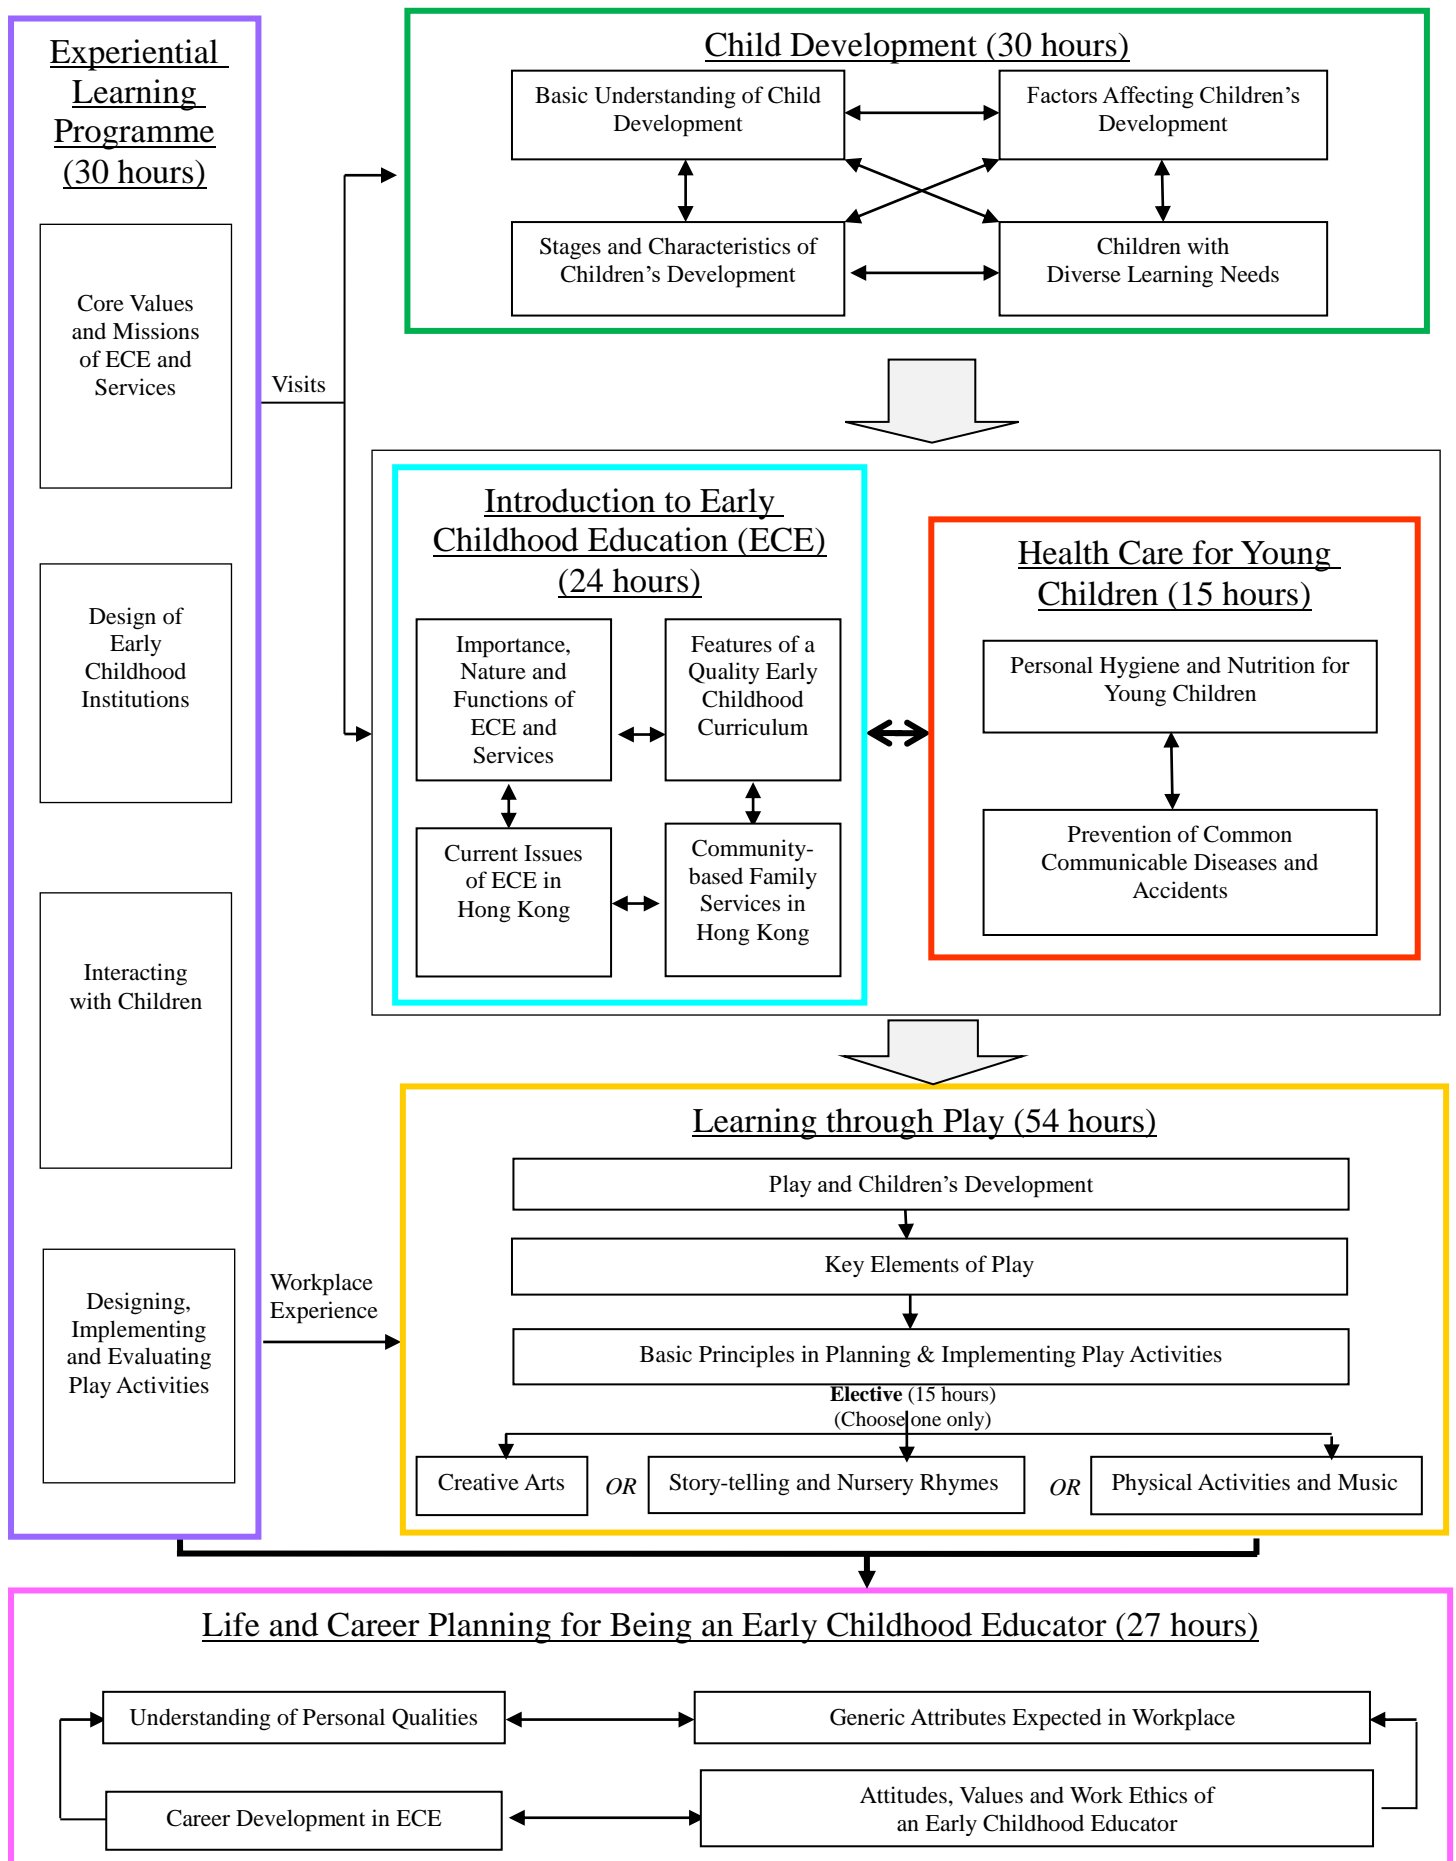 Experiential
Learning
Programme
(30 hours)
Core Values
and Missions
of ECE and
Services
Design of
Early
Childhood
Institutions
Interacting
with Children
Designing,
Implementing
and Evaluating
Play Activities
Visits
Workplace
Experience
Child Development (30 hours)
Basic Understanding of Child
Development
Factors Affecting Children’s
Development
Stages and Characteristics of
Children’s Development
Children with
Diverse Learning Needs
Introduction to Early
Childhood Education (ECE)
(24 hours)
Importance,
Nature and
Functions of
ECE and
Services
Features of a
Quality Early
Childhood
Curriculum
Current Issues
of ECE in
Hong Kong
Community-
based Family
Services in
Hong Kong
Health Care for Young
Children (15 hours)
Personal Hygiene and Nutrition for
Young Children
Prevention of Common
Communicable Diseases and
Accidents
Learning through Play (54 hours)
Play and Children’s Development
Key Elements of Play
Basic Principles in Planning & Implementing Play Activities
Elective (15 hours)
(Choose one only)
Creative Arts
OR
Story-telling and Nursery Rhymes
OR
Physical Activities and Music
Life and Career Planning for Being an Early Childhood Educator (27 hours)
Understanding of Personal Qualities
Generic Attributes Expected in Workplace
Career Development in ECE
Attitudes, Values and Work Ethics of
an Early Childhood Educator